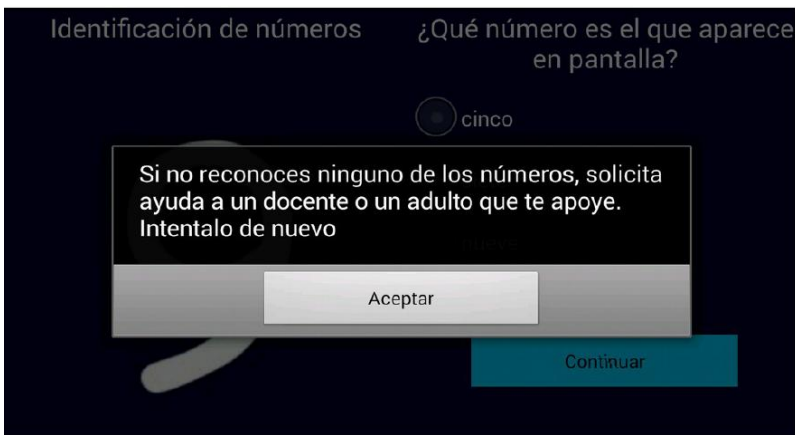 Identificación de números
¿Qué número es el que aparece
en pantalla?
cinco
Si no reconoces ninguno de los números, solicita
ayuda a un docente o un adulto que te apoye.
Intentalo de nuevo
nueve
Aceptar
Continuar